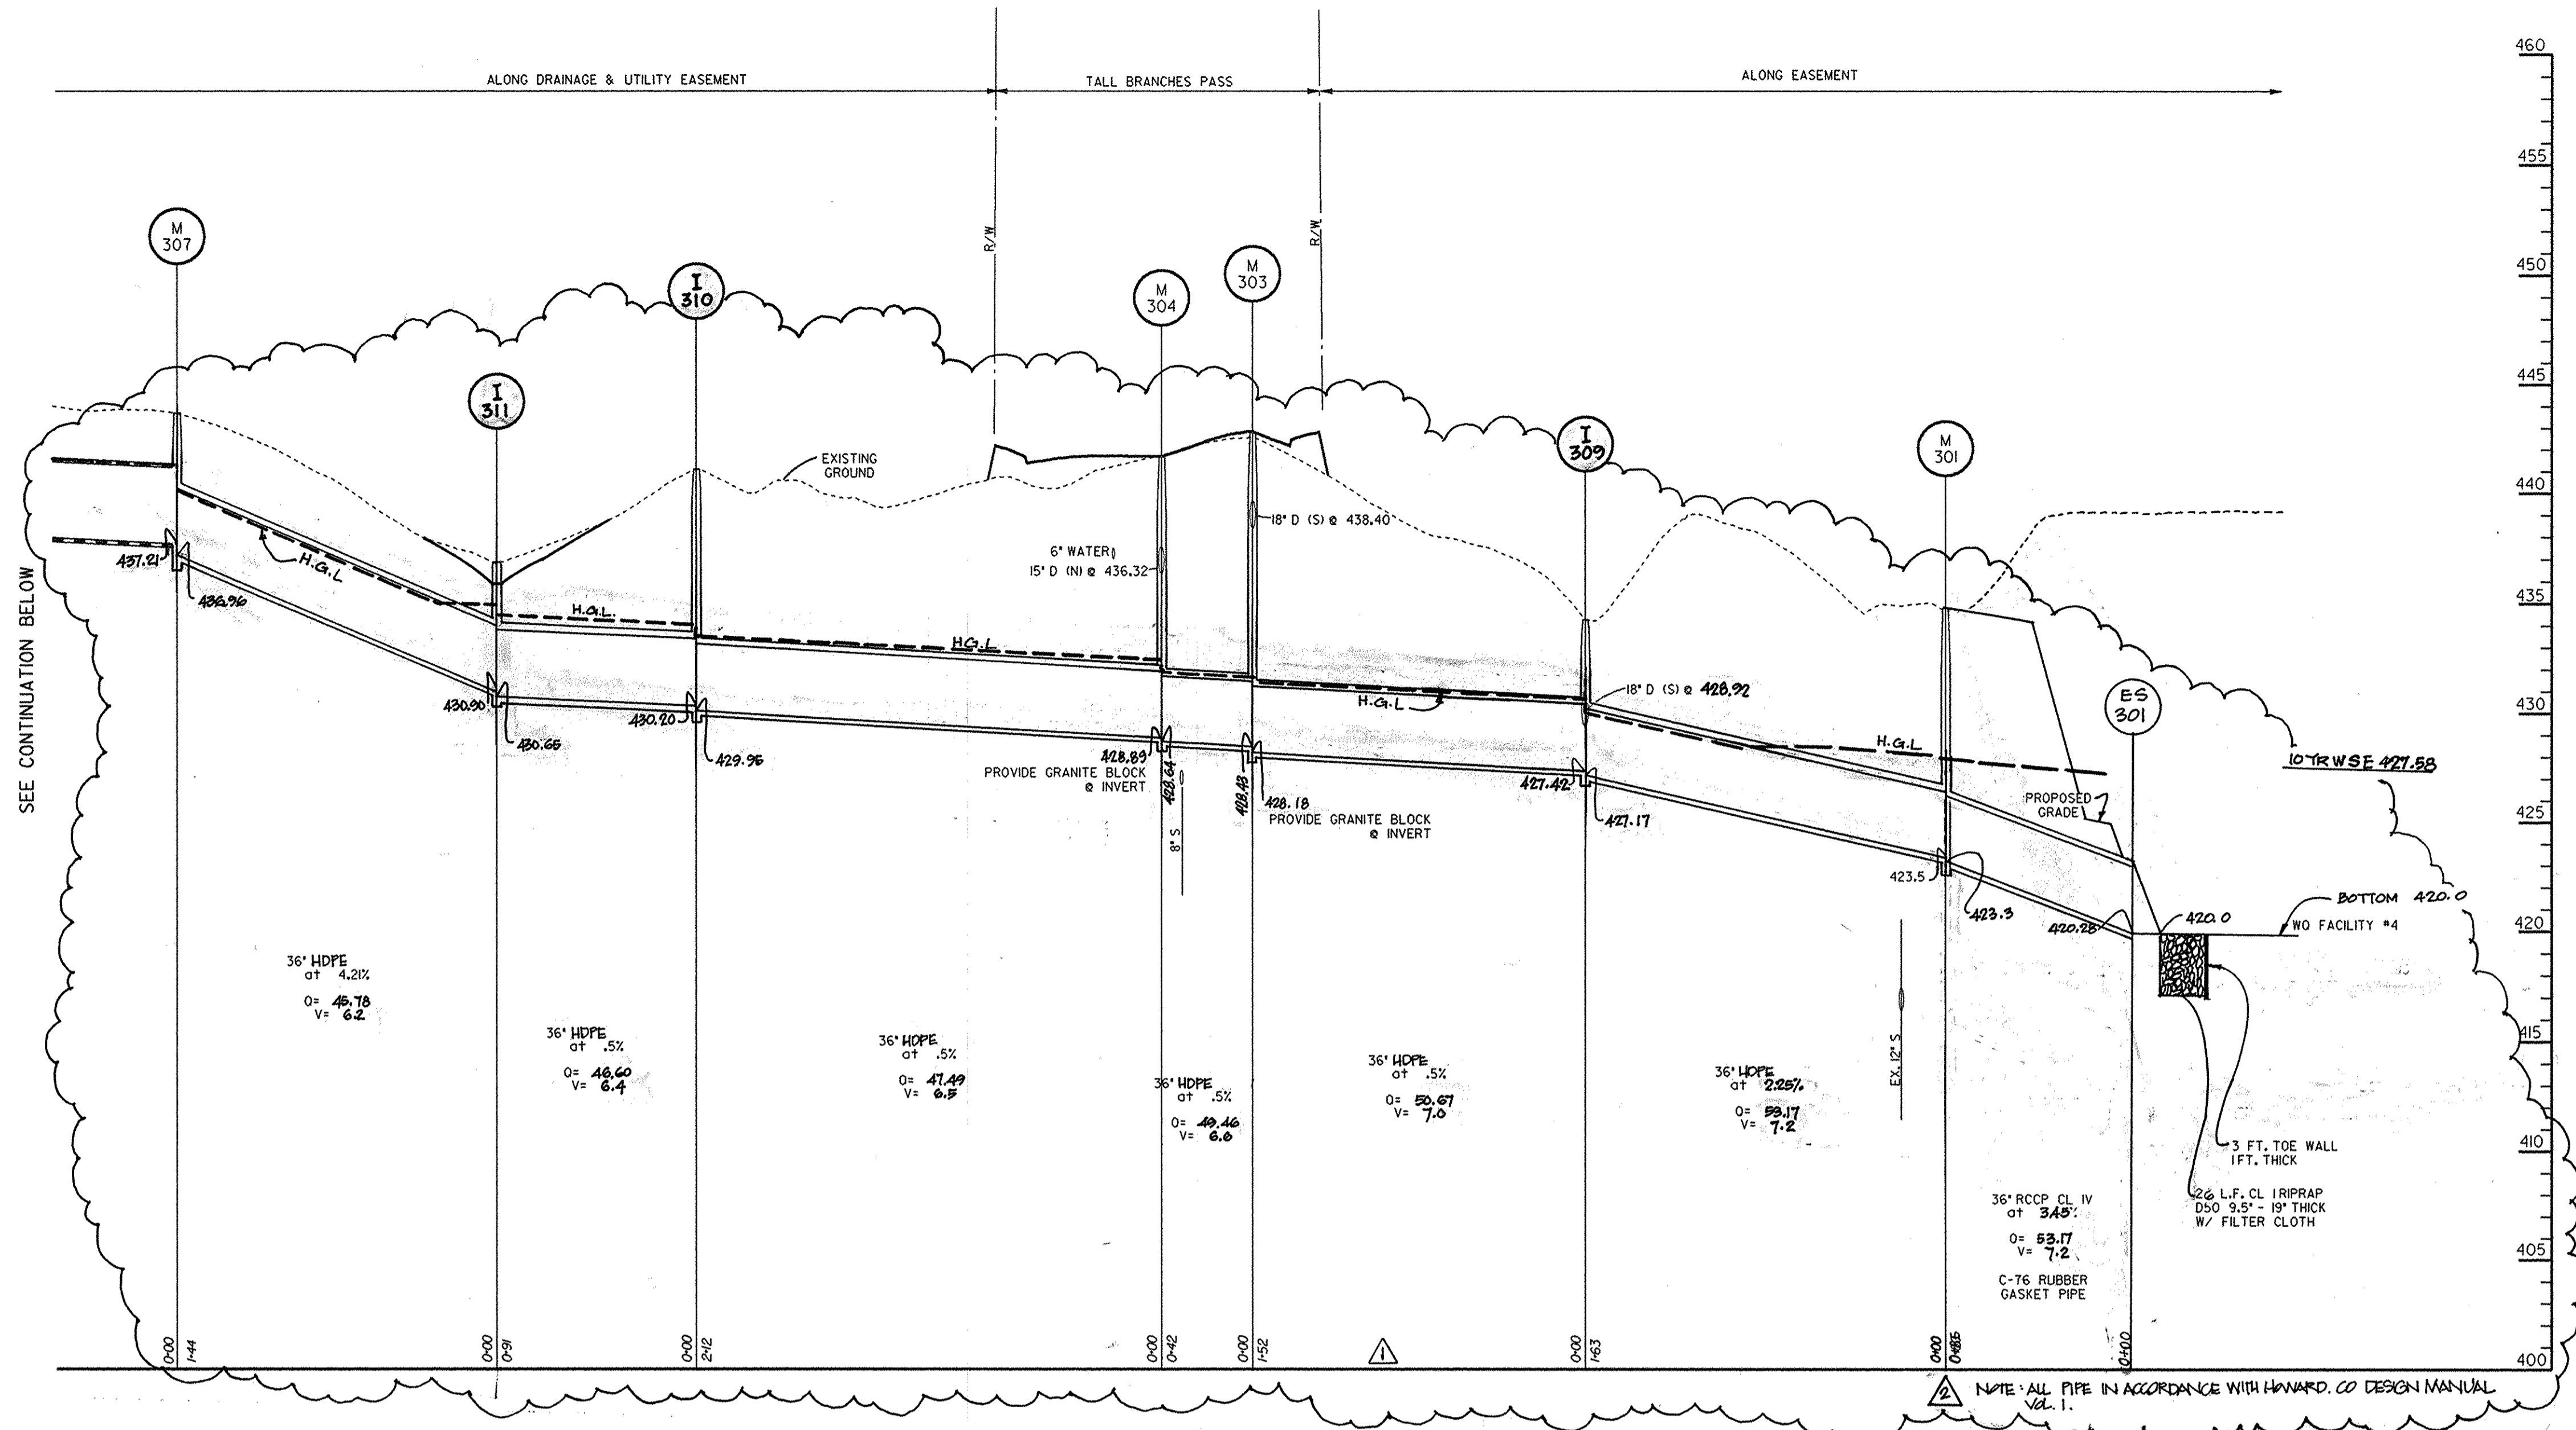 460
ALONG DRAINAGE & UTILITY EASEMENT
TALL BRANCHES PASS
ALONG EASEMENT
455
R/W
R/W
M
307
I
310
M
304
M
303
450
445
I
311
I
309
M
301
EXISTING
GROUND
440
18" D (S) @ 438.40
6" WATER
15" D (N) @ 436.32
437.21
H.G.L
436.96
SEE CONTINUATION BELOW
435
H.G.L.
H.G.L
H.G.L
18" D (S) @ 428.92
H.G.L
ES
301
430
430.90
430.65
430.20
429.95
428.89
PROVIDE GRANITE BLOCK
@ INVERT
428.64
8" S
428.43
428.18
PROVIDE GRANITE BLOCK
@ INVERT
427.42
427.17
10 YR WSE 427.58
PROPOSED
GRADE
425
423.5
423.3
420.28
420.0
BOTTOM 420.0
WQ FACILITY #4
420
36" HDPE
at 4.21%
Q= 45.78
V= 6.2
36" HDPE
at .5%
Q= 46.60
V= 6.4
36" HDPE
at .5%
Q= 47.49
V= 6.5
36" HDPE
at .5%
Q= 49.46
V= 6.8
36" HDPE
at .5%
Q= 50.67
V= 7.0
36" HDPE
at 2.25%
Q= 53.17
V= 7.2
EX. 12" S
415
410
3 FT. TOE WALL
1 FT. THICK
26 L.F. CL I RIPRAP
D50 9.5" - 19" THICK
W/ FILTER CLOTH
36" RCCP CL IV
at 3.45%
Q= 53.17
V= 7.2
C-76 RUBBER
GASKET PIPE
405
0+00
1+44
0+00
0+91
0+00
2+12
0+00
0+42
0+00
1+52
1
0+00
1+63
0+00
0+00
400
2 NOTE: ALL PIPE IN ACCORDANCE WITH HOWARD. CO DESIGN MANUAL
VOL. 1.